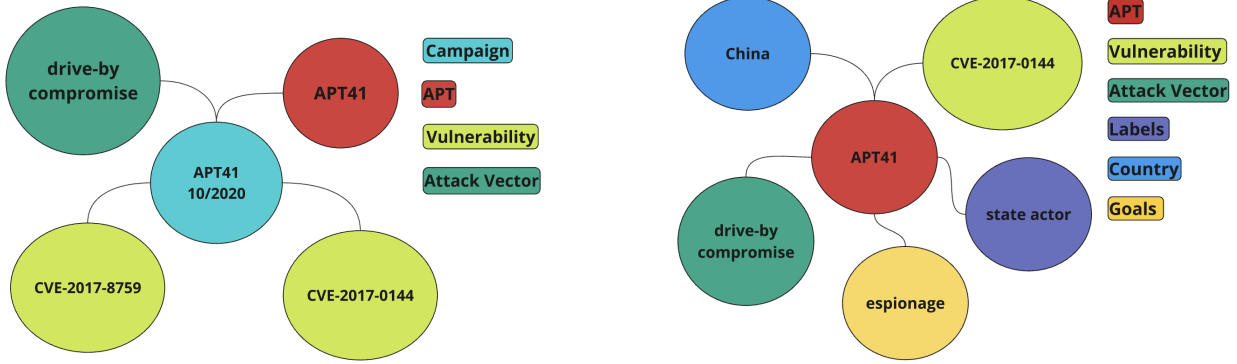 drive-by
compromise
APT41
APT41
10/2020
CVE-2017-8759
CVE-2017-0144
Campaign
APT
Vulnerability
Attack Vector
China
CVE-2017-0144
APT41
state actor
drive-by
compromise
espionage
APT
Vulnerability
Attack Vector
Labels
Country
Goals